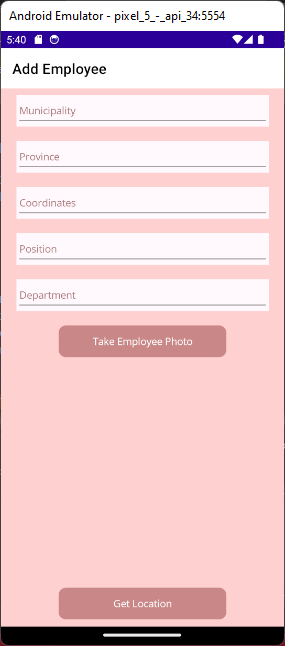 Android Emulator - pixel_5_-_api_34:5554
5:40
Add Employee
Municipality
Province
Coordinates
Position
Department
Take Employee Photo
Get Location